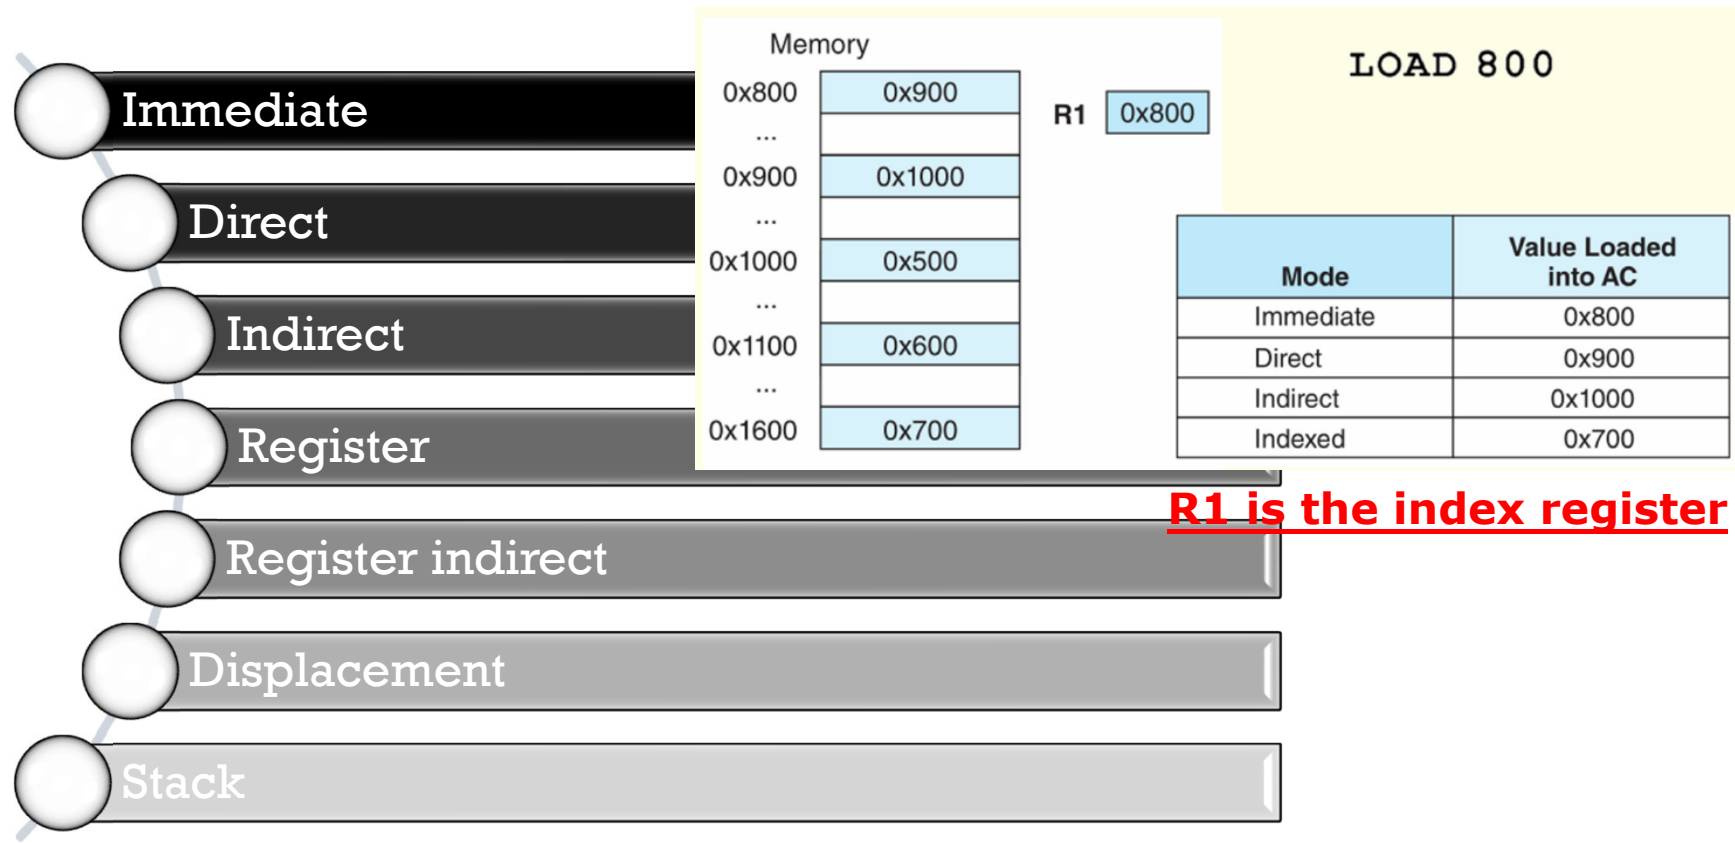 Immediate
Direct
Indirect
Register
Register indirect
Displacement
Stack
Memory
0x800 0x900
...
0x900 0x1000
...
0x1000 0x500
...
0x1100 0x600
...
0x1600 0x700
R1 0x800
LOAD 800
Mode Value Loaded into AC
Immediate 0x800
Direct 0x900
Indirect 0x1000
Indexed 0x700
R1 is the index register